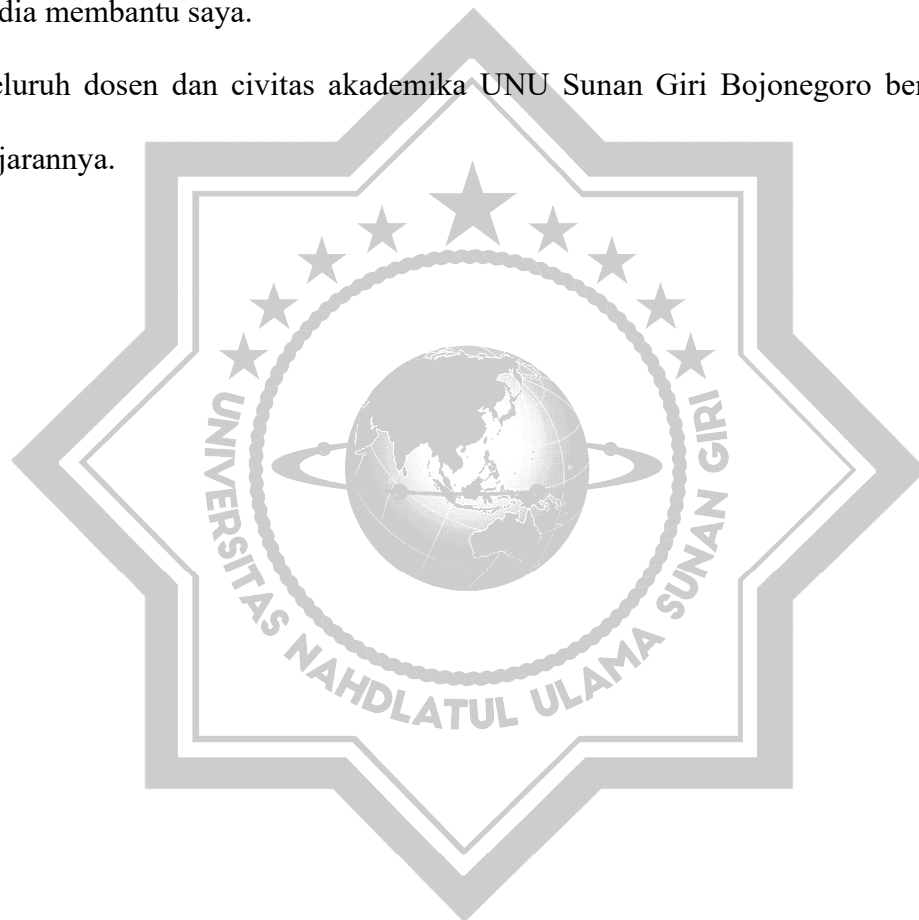 dia membantu saya.
eluruh dosen dan civitas akademika UNU Sunan Giri Bojonegoro ber
jarannya.
UNIVERSITAS NAHDLATUL ULAMA SUNAN GIRI